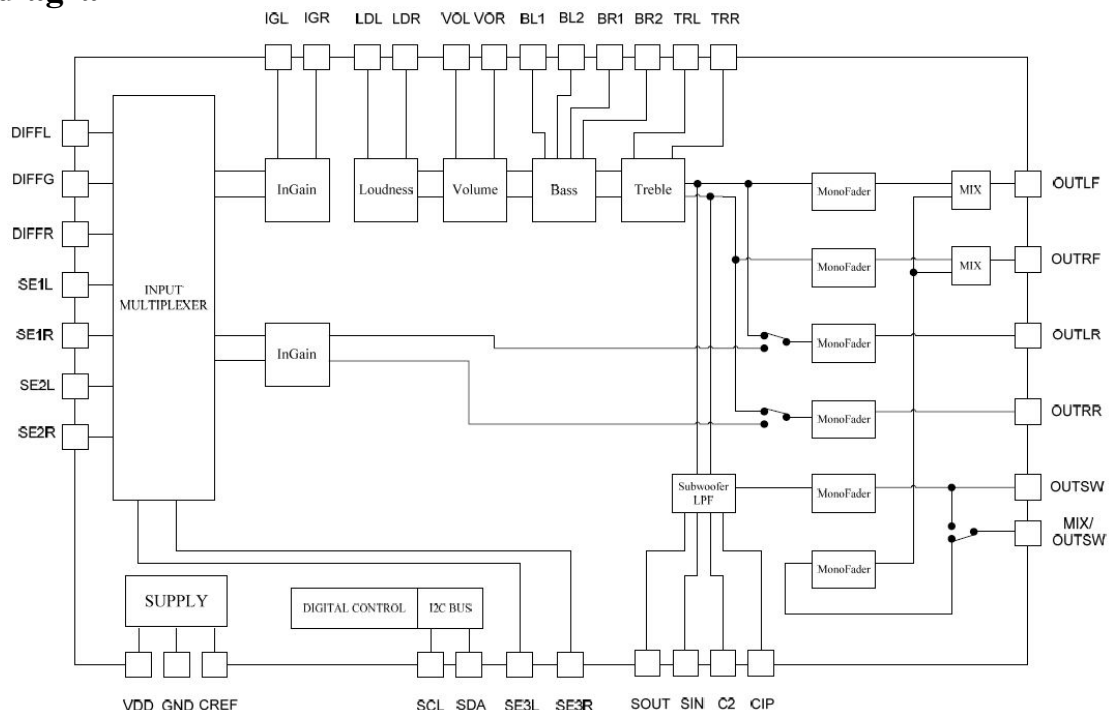 IGL IGR LDL LDR VOL VOR BL1 BL2 BR1 BR2 TRL TRR
DIFFL
DIFFG
DIFFR
SE1L
SE1R
SE2L
SE2R
INPUT
MULTIPLEXER
InGain
Loudness
Volume
Bass
Treble
MonoFader
MIX
OUTLF
MonoFader
MIX
OUTRF
InGain
MonoFader
OUTLR
MonoFader
OUTRR
Subwoofer
LPF
MonoFader
OUTSW
MIX/
OUTSW
MonoFader
SUPPLY
DIGITAL CONTROL
I2C BUS
VDD GND CREF SCL SDA SE3L SE3R SOUT SIN C2 CIP